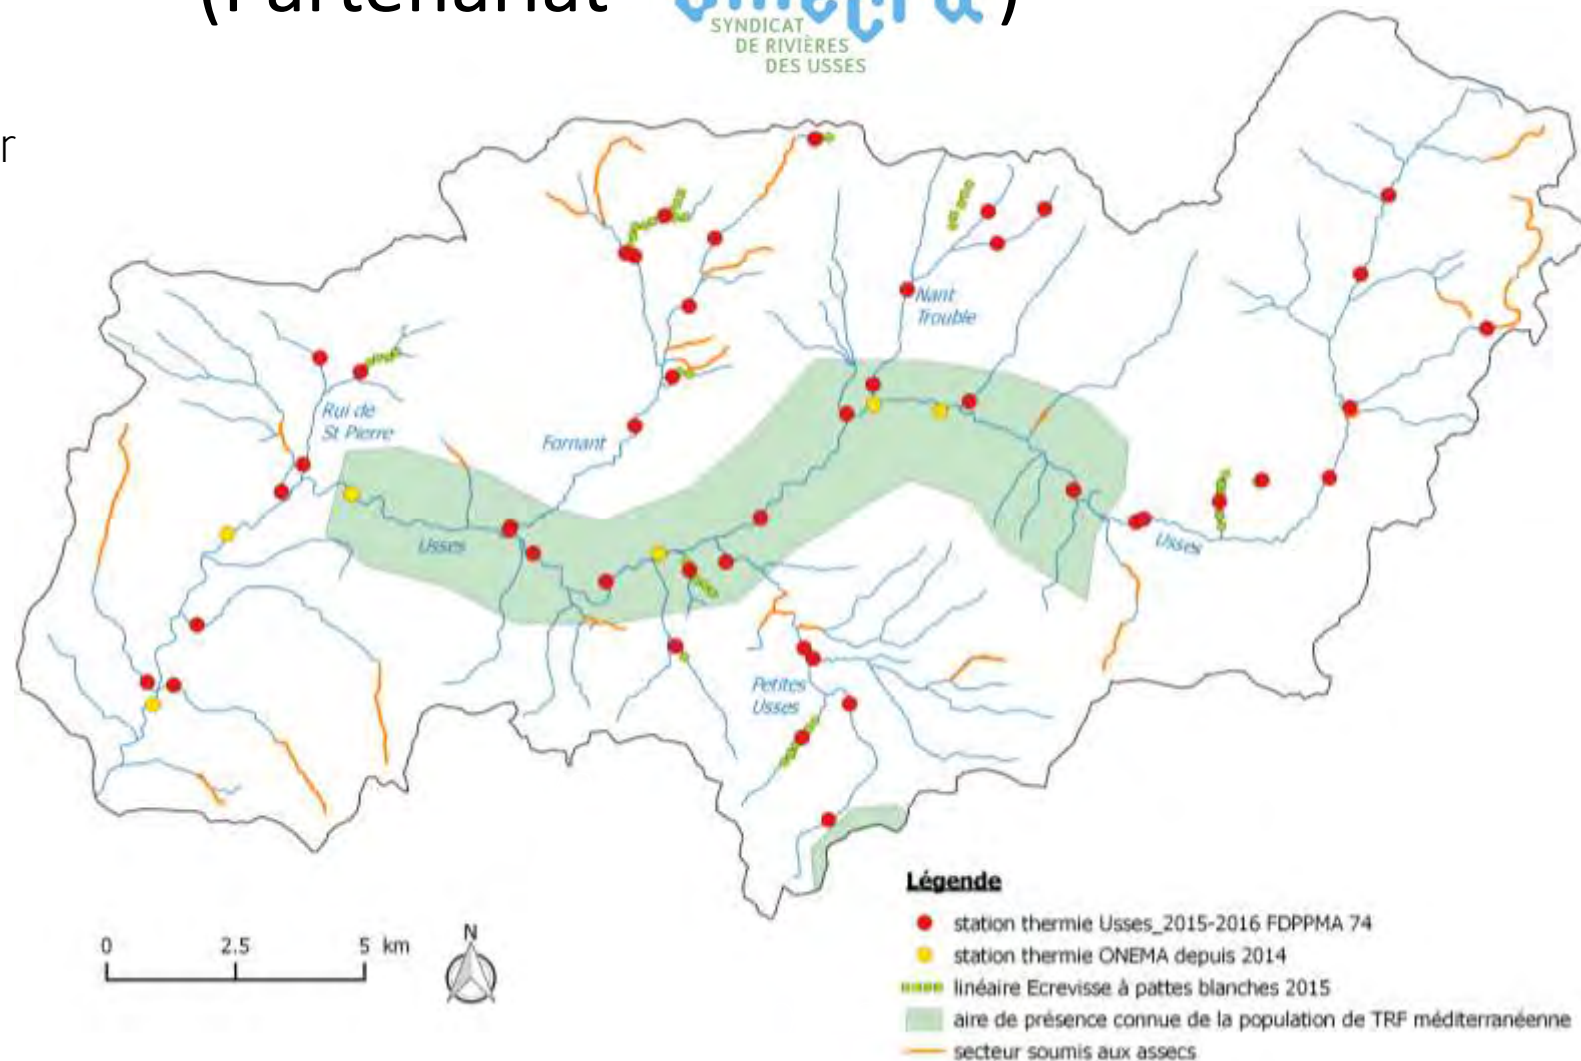 (Partenariat
)
SYNDICAT
DE RIVIÈRES
DES USSES
r
Nant
Trouble
Rui de
St Pierre
Fornant
Usses
Usses
Petites
Usses
Légende
station thermie Usses_2015-2016 FDPPMA 74
station thermie ONEMA depuis 2014
linéaire Ecrevisse à pattes blanches 2015
aire de présence connue de la population de TRF méditerranéenne
secteur soumis aux assecs
0 2.5 5 km
N